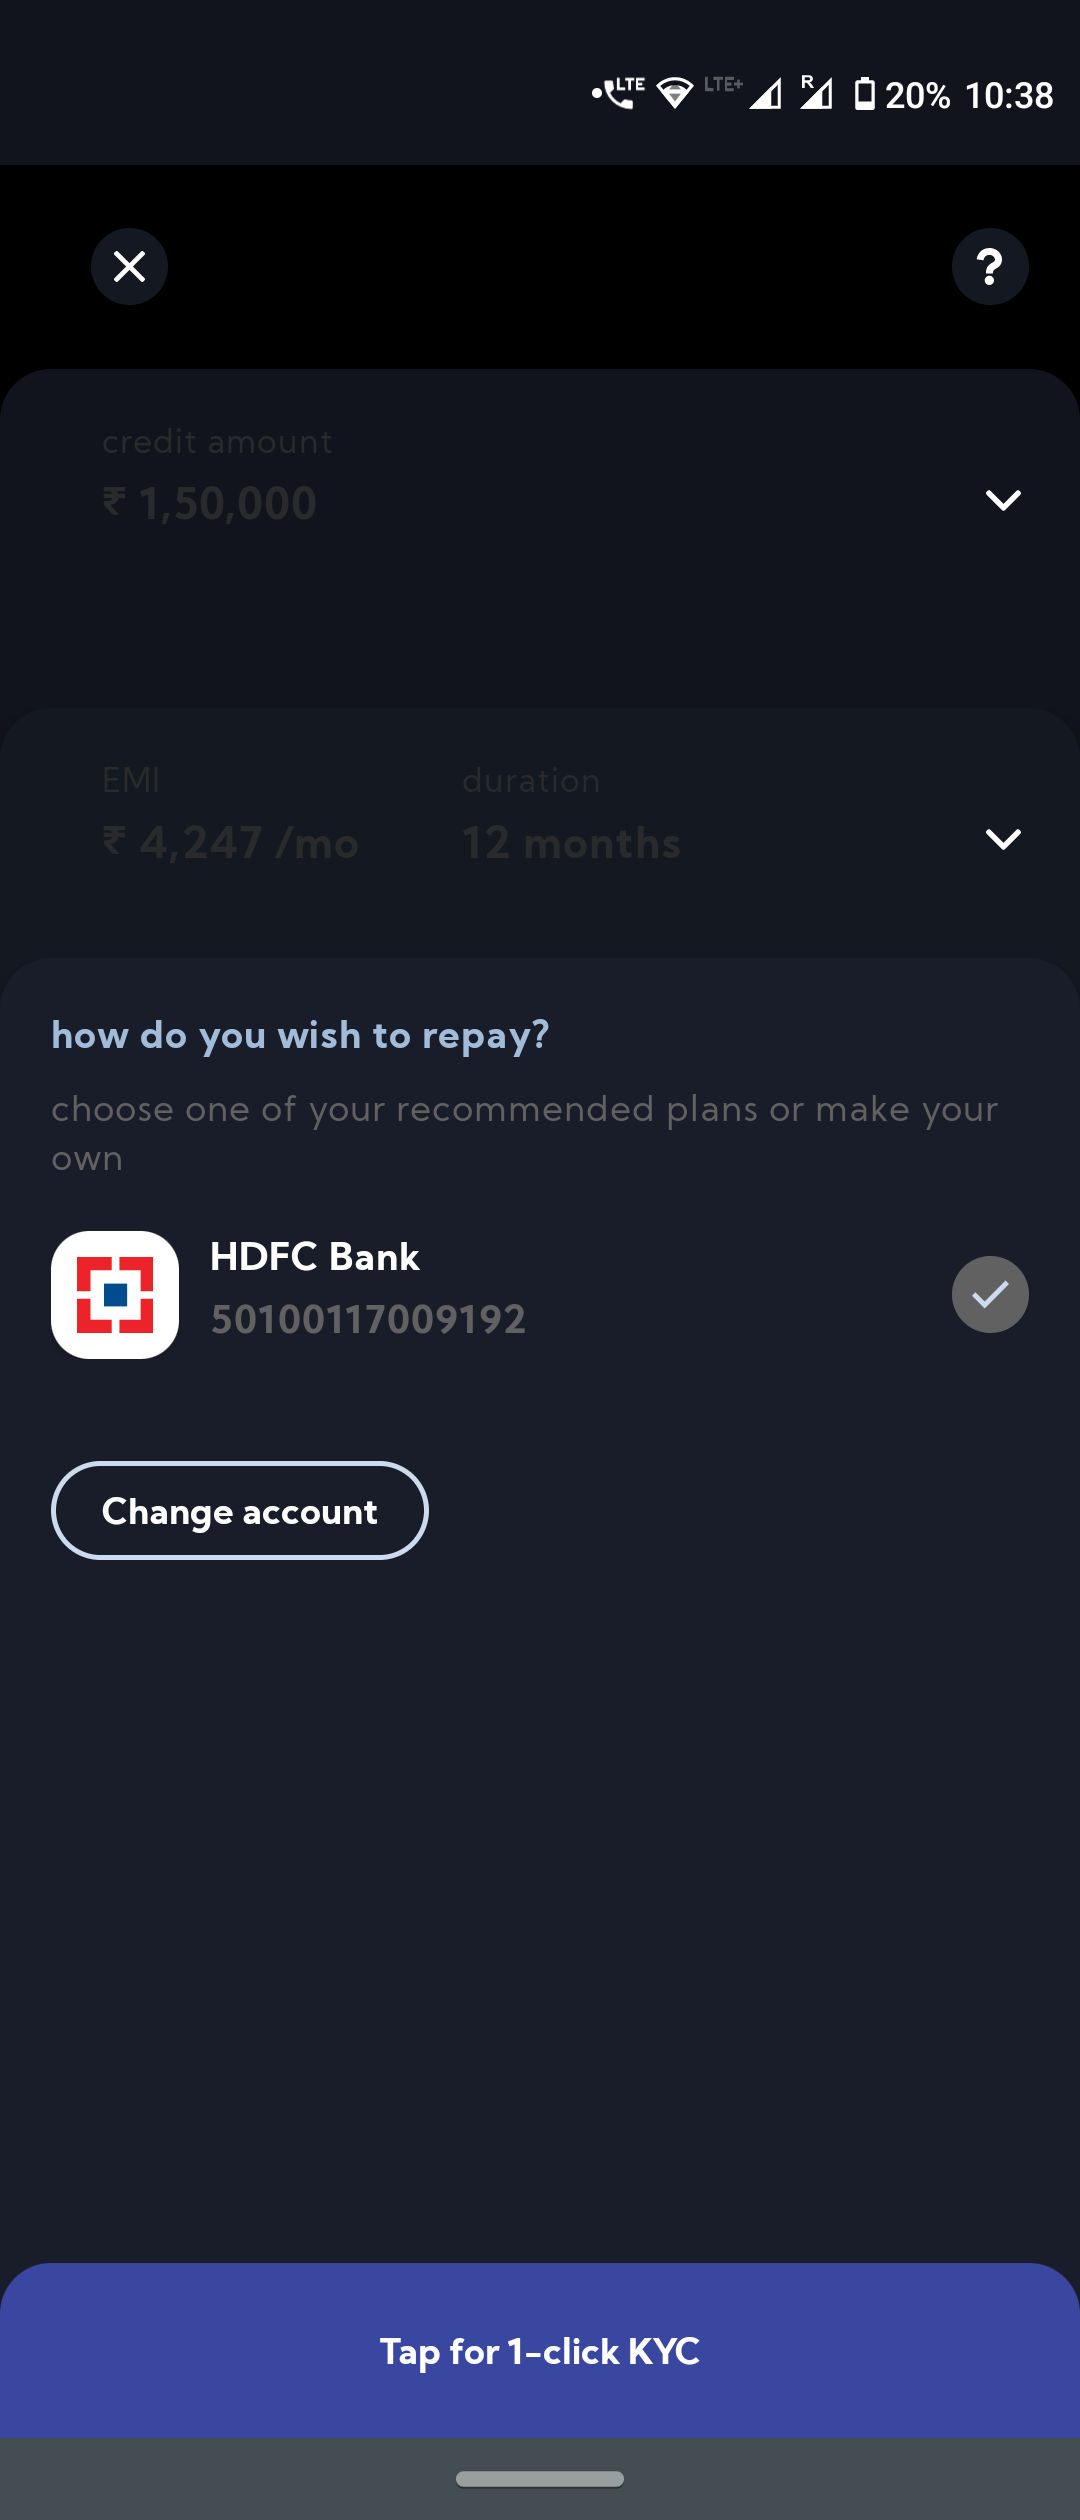 LTE LTE+ R 20% 10:38
?
credit amount
₹ 1,50,000
EMI duration
₹ 4,247 /mo 12 months
how do you wish to repay?
choose one of your recommended plans or make your
own
HDFC Bank
50100117009192
Change account
Tap for 1-click KYC